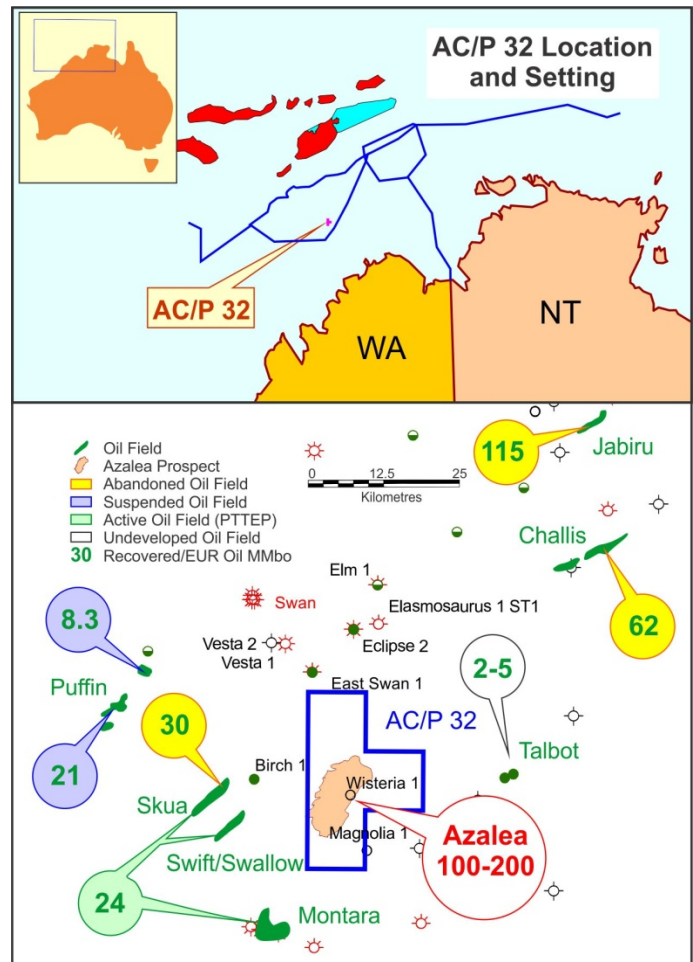 AC/P 32 Location
and Setting
AC/P 32
WA
NT
Oil Field
Azalea Prospect
Abandoned Oil Field
Suspended Oil Field
Active Oil Field (PTTEP)
Undeveloped Oil Field
30 Recovered/EUR Oil MMbo
0 12.5 25
Kilometres
115
Jabiru
Challis
62
Elm 1
Swan
Elasmosaurus 1 ST1
Vesta 2
Eclipse 2
Vesta 1
East Swan 1
8.3
Puffin
21
30
2-5
AC/P 32
Talbot
Birch 1
Wisteria 1
Skua
Magnolia 1
Azalea
100-200
Swift/Swallow
24
Montara